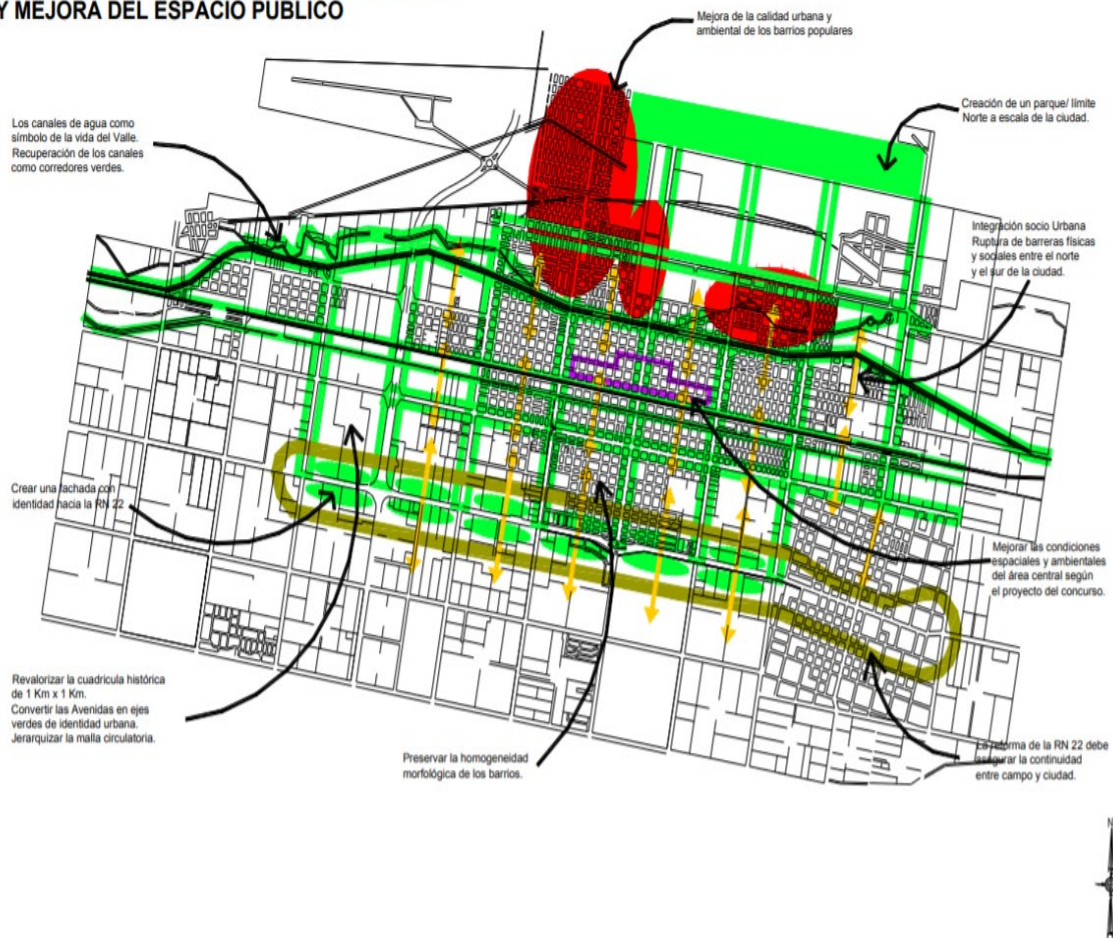 Y MEJORA DEL ESPACIO PÚBLICO
Mejora de la calidad urbana y
ambiental de los barrios populares
Los canales de agua como
símbolo de la vida del Valle.
Recuperación de los canales
como corredores verdes.
Creación de un parque/ límite
Norte a escala de la ciudad.
Integración socio Urbana
Ruptura de barreras físicas
y sociales entre el norte
y el sur de la ciudad.
Crear una fachada con
identidad hacia la RN 22
Mejorar las condiciones
espaciales y ambientales
del área central según
el proyecto del concurso.
Revalorizar la cuadricula histórica
de 1 Km x 1 Km.
Convertir las Avenidas en ejes
verdes de identidad urbana.
Jerarquizar la malla circulatoria.
Preservar la homogeneidad
morfológica de los barrios.
La reforma de la RN 22 debe
asegurar la continuidad
entre campo y ciudad.
N